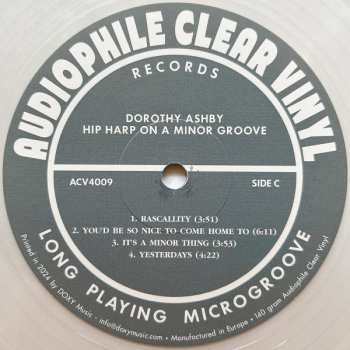 AUDIOPHILE CLEAR VINYL
RECORDS
DOROTHY ASHBY
HIP HARP ON A MINOR GROOVE
ACV4009
SIDE C
1. RASCALLITY (3:51)
2. YOU'D BE SO NICE TO COME HOME TO (6:11)
3. IT'S A MINOR THING (3:53)
4. YESTERDAYS (4:22)
LONG PLAYING MICROGROOVE
Printed in 2024 by DOXY Music - info@doxymusic.com - Manufactured in Europe - 140 gram Audiophile Clear Vinyl